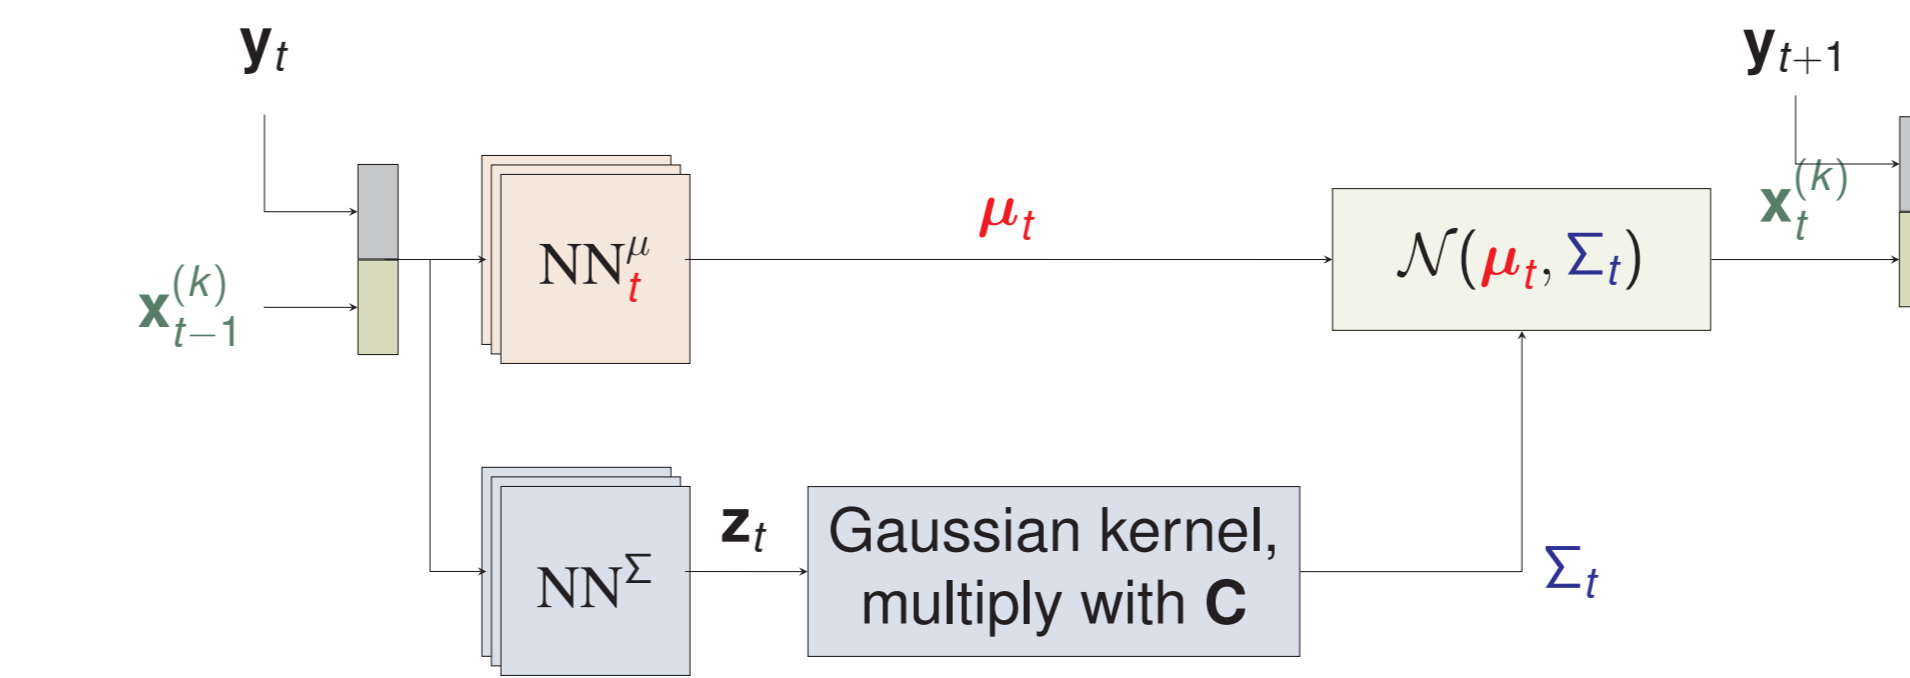 𝐲_t
𝐲_{t+1}
𝐱_{t−1}^{(k)}
NN_t^μ
𝛍_t
𝒩(𝛍_t, Σ_t)
𝐱_t^{(k)}
NN^Σ
𝐳_t
Gaussian kernel,
multiply with 𝐂
Σ_t